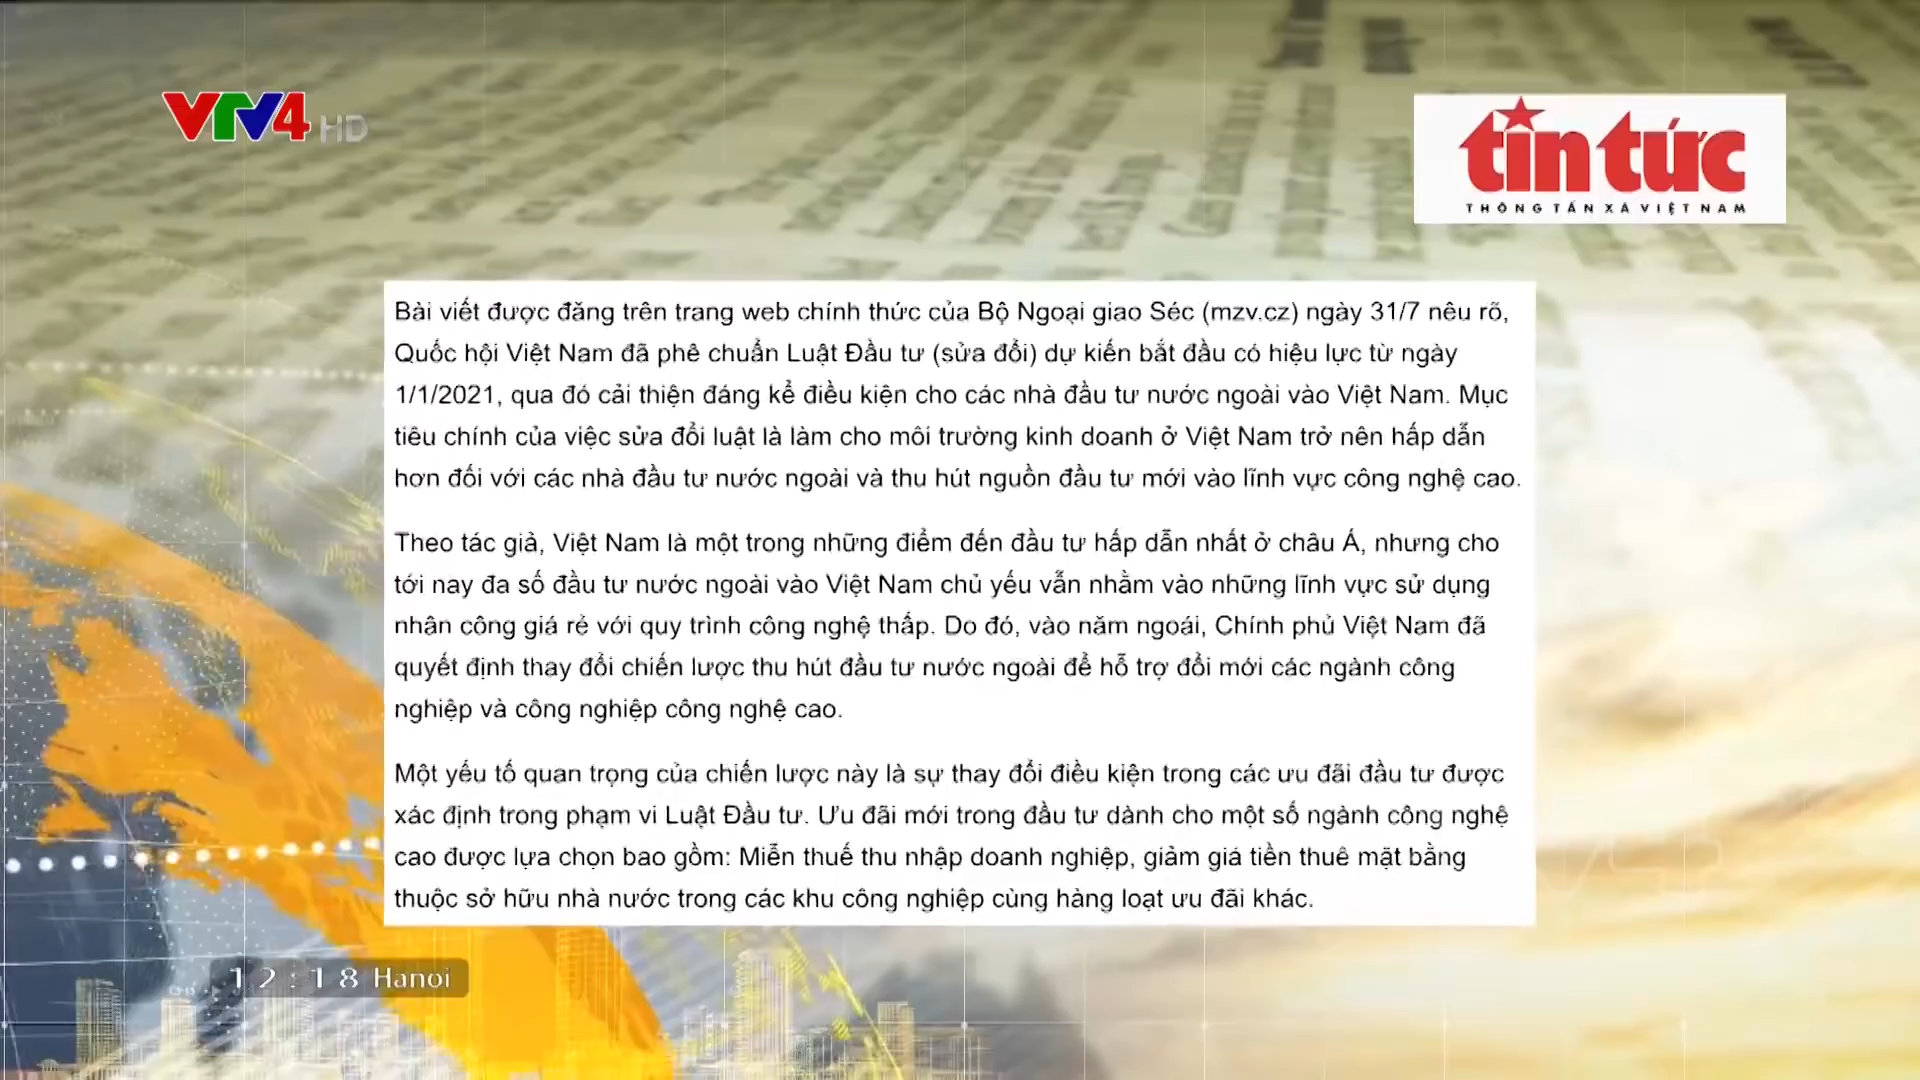 VTV4 HD
tin tức
THÔNG TẤN XÃ VIỆT NAM
Bài viết được đăng trên trang web chính thức của Bộ Ngoại giao Séc (mzv.cz) ngày 31/7 nêu rõ,
Quốc hội Việt Nam đã phê chuẩn Luật Đầu tư (sửa đổi) dự kiến bắt đầu có hiệu lực từ ngày
1/1/2021, qua đó cải thiện đáng kể điều kiện cho các nhà đầu tư nước ngoài vào Việt Nam. Mục
tiêu chính của việc sửa đổi luật là làm cho môi trường kinh doanh ở Việt Nam trở nên hấp dẫn
hơn đối với các nhà đầu tư nước ngoài và thu hút nguồn đầu tư mới vào lĩnh vực công nghệ cao.
Theo tác giả, Việt Nam là một trong những điểm đến đầu tư hấp dẫn nhất ở châu Á, nhưng cho
tới nay đa số đầu tư nước ngoài vào Việt Nam chủ yếu vẫn nhằm vào những lĩnh vực sử dụng
nhân công giá rẻ với quy trình công nghệ thấp. Do đó, vào năm ngoái, Chính phủ Việt Nam đã
quyết định thay đổi chiến lược thu hút đầu tư nước ngoài để hỗ trợ đổi mới các ngành công
nghiệp và công nghiệp công nghệ cao.
Một yếu tố quan trọng của chiến lược này là sự thay đổi điều kiện trong các ưu đãi đầu tư được
xác định trong phạm vi Luật Đầu tư. Ưu đãi mới trong đầu tư dành cho một số ngành công nghệ
cao được lựa chọn bao gồm: Miễn thuế thu nhập doanh nghiệp, giảm giá tiền thuê mặt bằng
thuộc sở hữu nhà nước trong các khu công nghiệp cùng hàng loạt ưu đãi khác.
12:18 Hanoi